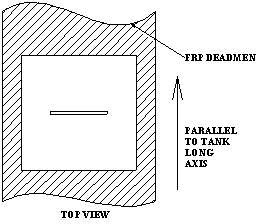 FRP DEADMEN
PARALLEL
TO TANK
LONG
AXIS
TOP VIEW